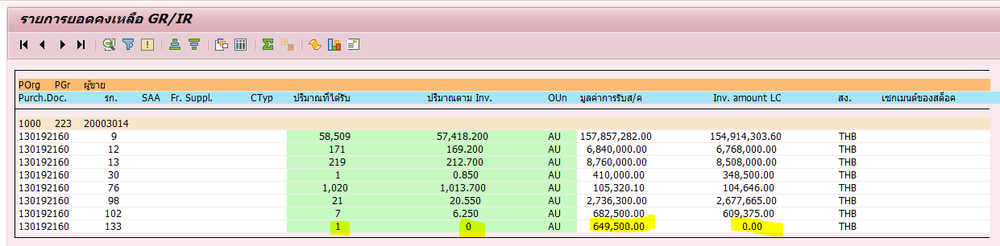 รายการยอดคงเหลือ GR/IR
POrg PGr ผู้ขาย
Purch.Doc. รก. SAA Fr. Suppl. CTyp ปริมาณที่ได้รับ ปริมาณตาม Inv. OUn มูลค่าการรับส/ค Inv. amount LC สง. เซกเมนต์ของสต็อค
1000 223 20003014
130192160 9 58,509 57,418.200 AU 157,857,282.00 154,914,303.60 THB
130192160 12 171 169.200 AU 6,840,000.00 6,768,000.00 THB
130192160 13 219 212.700 AU 8,760,000.00 8,508,000.00 THB
130192160 30 1 0.850 AU 410,000.00 348,500.00 THB
130192160 76 1,020 1,013.700 AU 105,320.10 104,646.00 THB
130192160 98 21 20.550 AU 2,736,300.00 2,677,665.00 THB
130192160 102 7 6.250 AU 682,500.00 609,375.00 THB
130192160 133 1 0 AU 649,500.00 0.00 THB